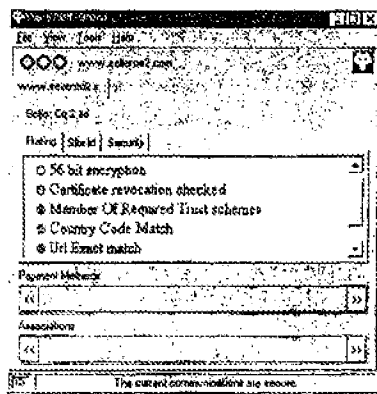 File View Tools Help
Rating Shield Security
56 bit encryption
Certificate revocation checked
Member Of Required Trust schemes
Country Code Match
Url Exact match
Payment Methods
Associations
The current communications are secure.